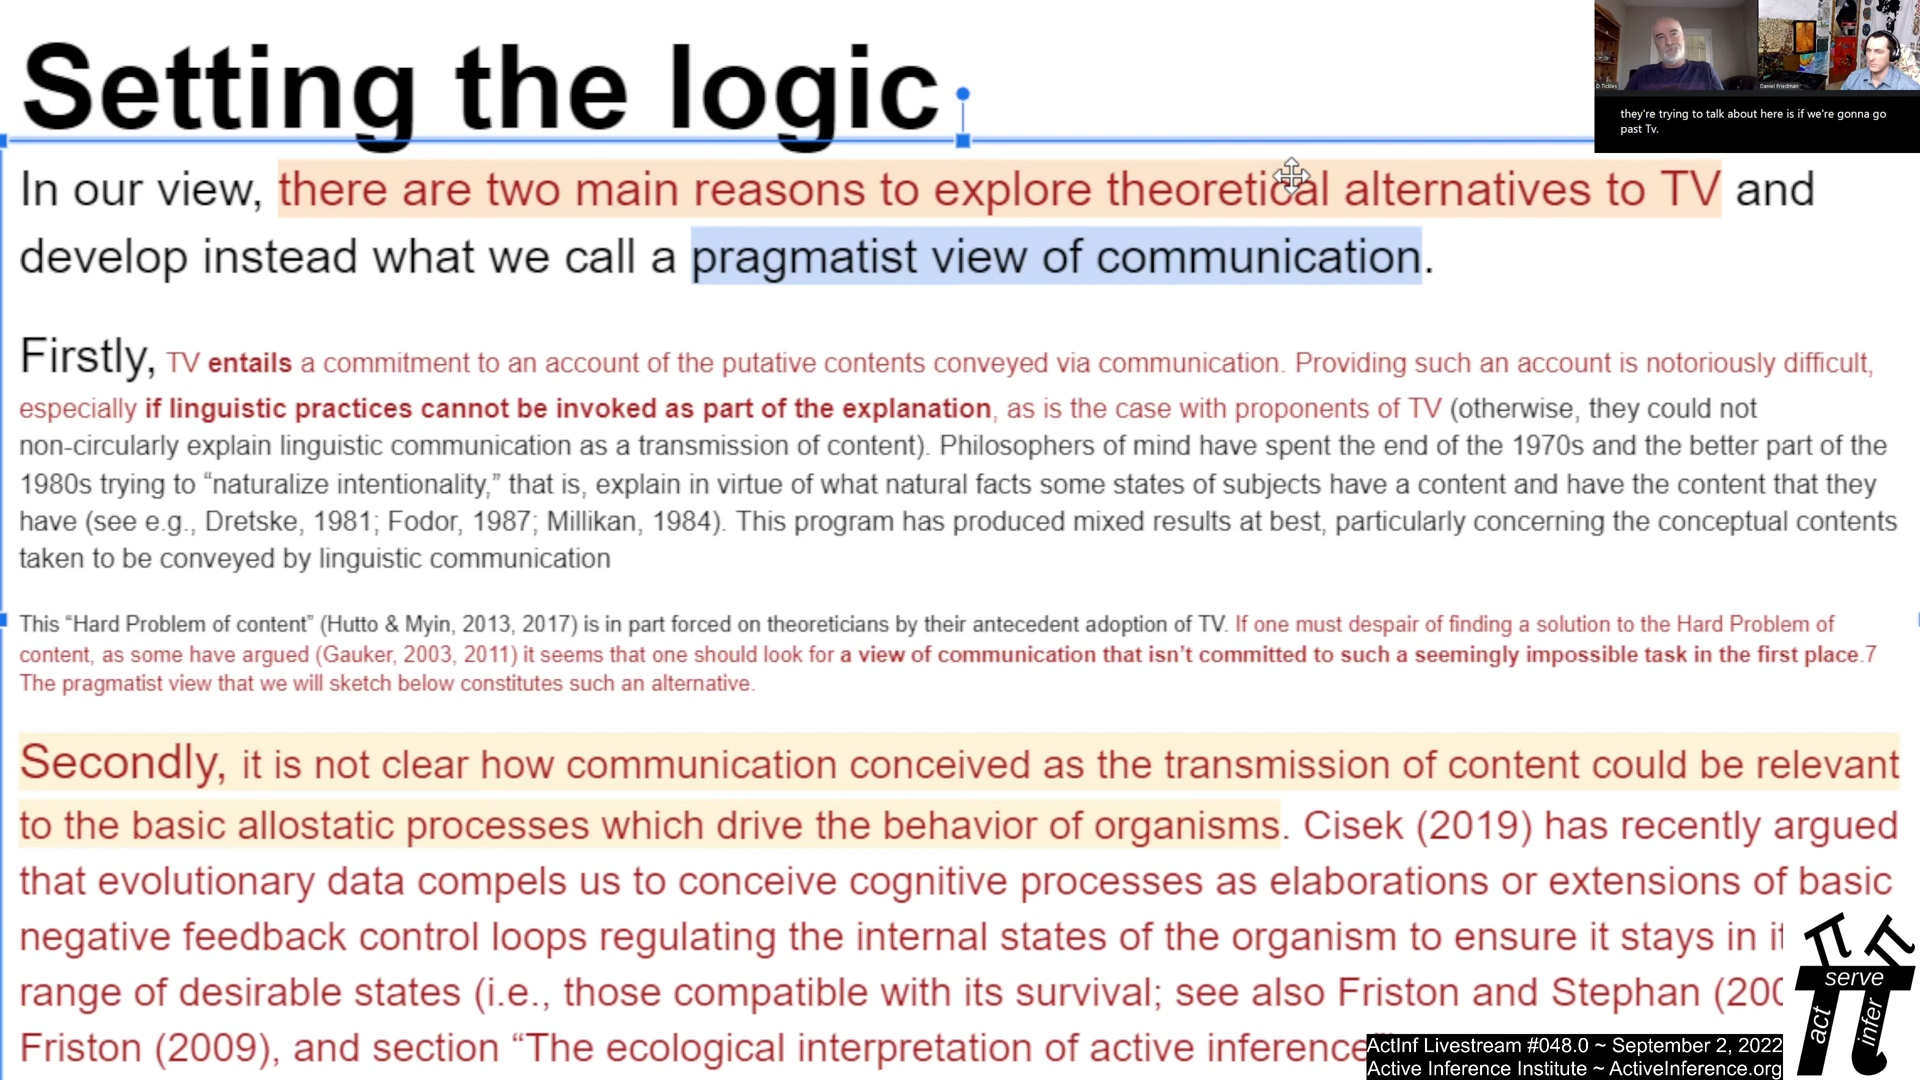 Setting the logic
they're trying to talk about here is if we're gonna go
past Tv.
D Tickles
Daniel Friedman
In our view, there are two main reasons to explore theoretical alternatives to TV and
develop instead what we call a pragmatist view of communication.
Firstly, TV entails a commitment to an account of the putative contents conveyed via communication. Providing such an account is notoriously difficult,
especially if linguistic practices cannot be invoked as part of the explanation, as is the case with proponents of TV (otherwise, they could not
non-circularly explain linguistic communication as a transmission of content). Philosophers of mind have spent the end of the 1970s and the better part of the
1980s trying to “naturalize intentionality,” that is, explain in virtue of what natural facts some states of subjects have a content and have the content that they
have (see e.g., Dretske, 1981; Fodor, 1987; Millikan, 1984). This program has produced mixed results at best, particularly concerning the conceptual contents
taken to be conveyed by linguistic communication
This “Hard Problem of content” (Hutto & Myin, 2013, 2017) is in part forced on theoreticians by their antecedent adoption of TV. If one must despair of finding a solution to the Hard Problem of
content, as some have argued (Gauker, 2003, 2011) it seems that one should look for a view of communication that isn’t committed to such a seemingly impossible task in the first place.7
The pragmatist view that we will sketch below constitutes such an alternative.
Secondly, it is not clear how communication conceived as the transmission of content could be relevant
to the basic allostatic processes which drive the behavior of organisms. Cisek (2019) has recently argued
that evolutionary data compels us to conceive cognitive processes as elaborations or extensions of basic
negative feedback control loops regulating the internal states of the organism to ensure it stays in it
range of desirable states (i.e., those compatible with its survival; see also Friston and Stephan (200
Friston (2009), and section “The ecological interpretation of active inference
serve
act
infer
ActInf Livestream #048.0 ~ September 2, 2022
Active Inference Institute ~ ActiveInference.org